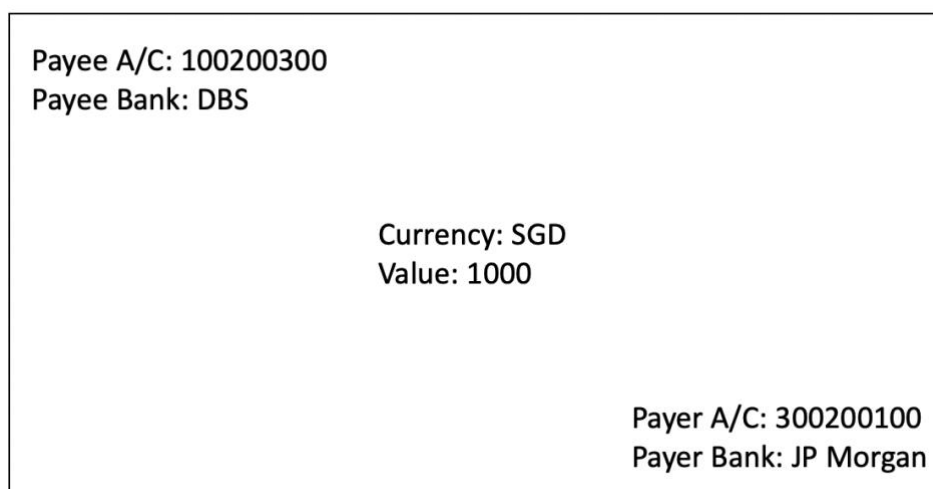 Payee A/C: 100200300
Payee Bank: DBS
Currency: SGD
Value: 1000
Payer A/C: 300200100
Payer Bank: JP Morgan